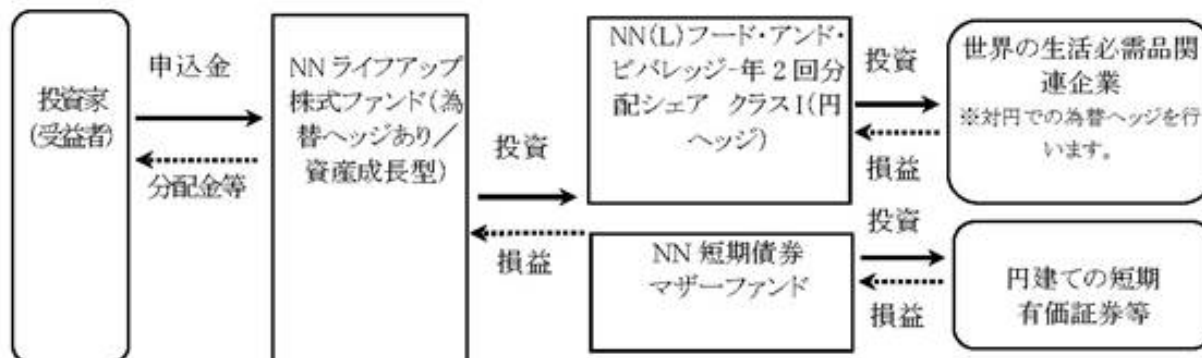 投資家
(受益者)
申込金
分配金等
NN ライフアップ
株式ファンド(為
替ヘッジあり/
資産成長型)
投資
損益
NN(L)フード・アンド・
ビバレッジ-年2回分
配シェア クラスI(円
ヘッジ)
投資
損益
世界の生活必需品関
連企業
※対円での為替ヘッジを行
います。
NN 短期債券
マザーファンド
投資
損益
円建ての短期
有価証券等